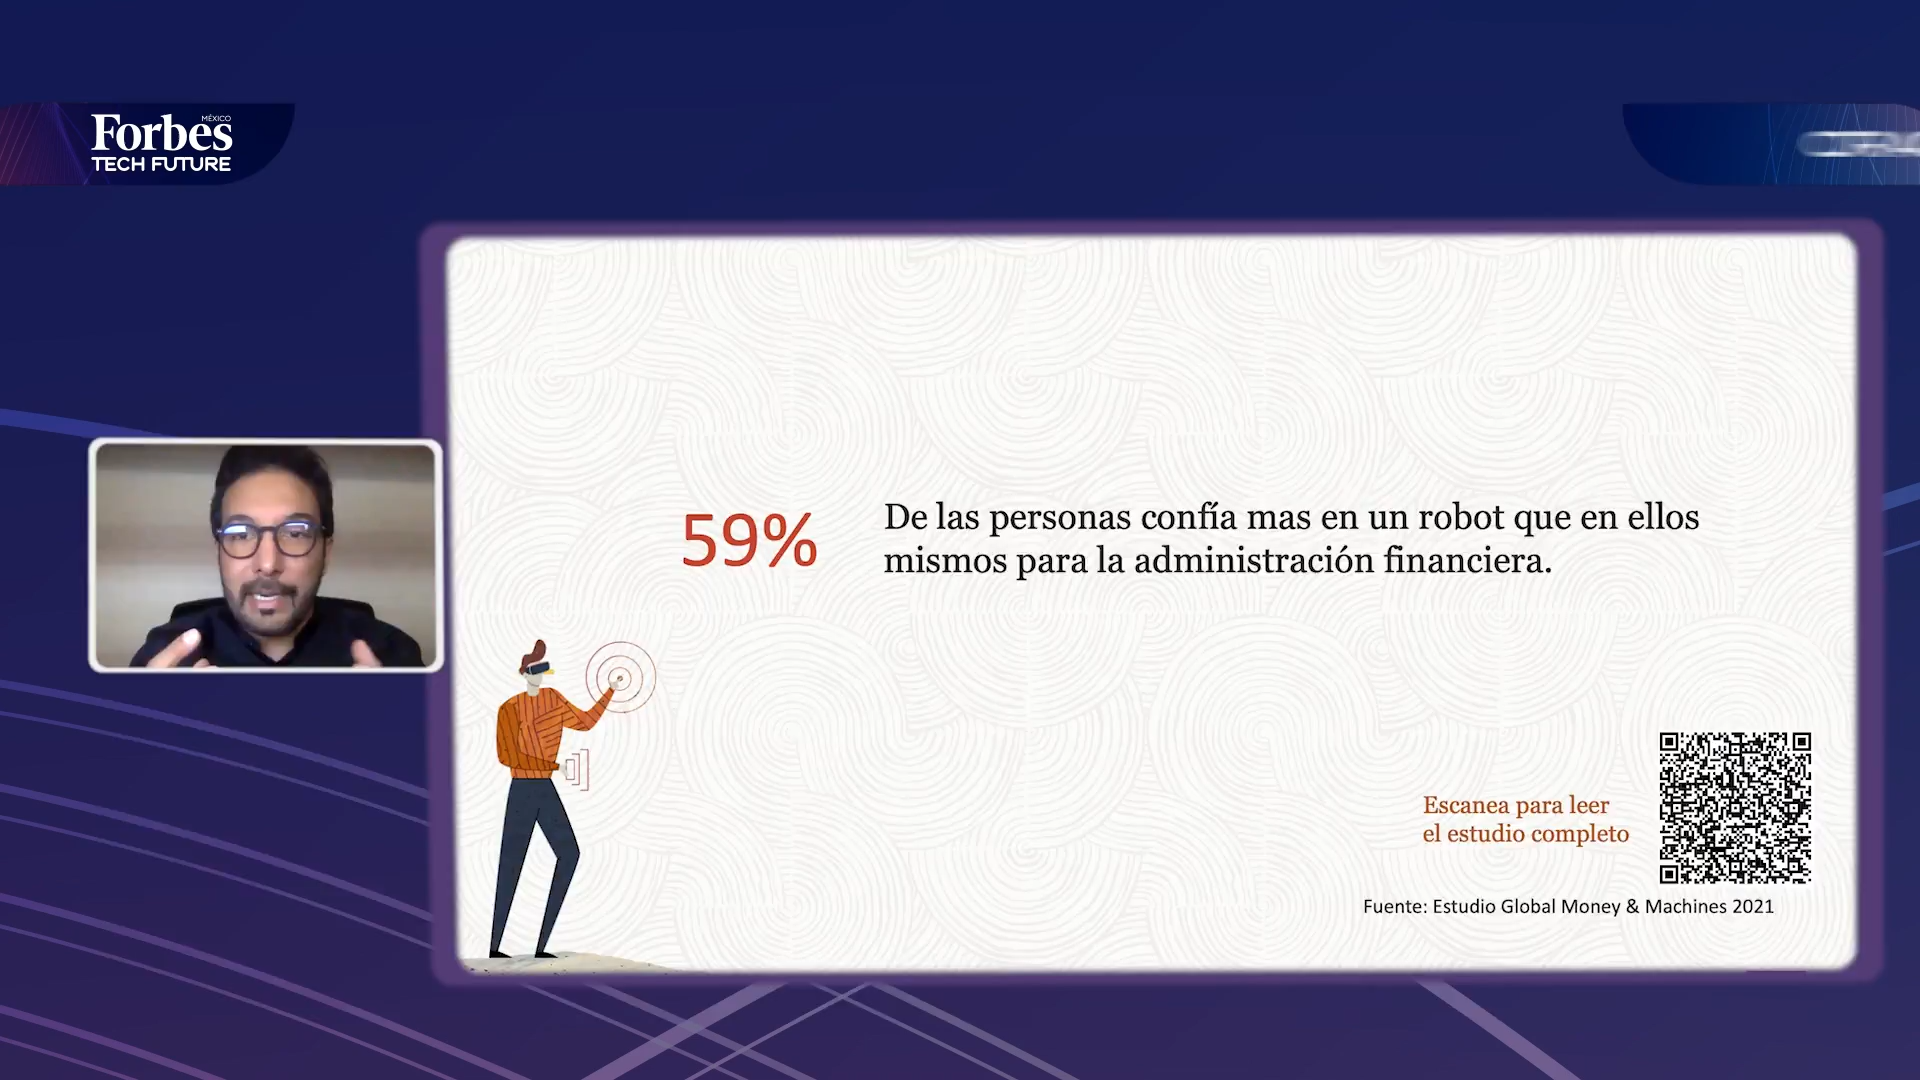 Forbes
MÉXICO
TECH FUTURE
59%
De las personas confía mas en un robot que en ellos
mismos para la administración financiera.
Escanea para leer
el estudio completo
Fuente: Estudio Global Money & Machines 2021